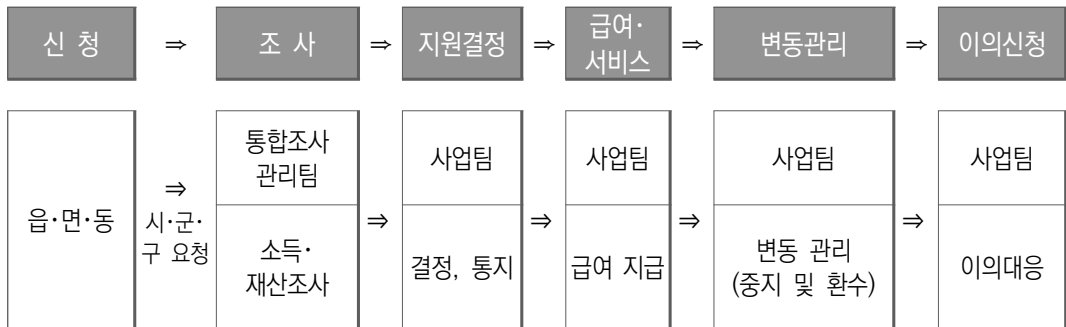 신 청 ⇒ 조 사 ⇒ 지원결정 ⇒ 급여·
서비스 ⇒ 변동관리 ⇒ 이의신청
읍·면·동
⇒
시·군·
구 요청
통합조사
관리팀
소득·
재산조사
⇒
사업팀
결정, 통지
⇒
사업팀
급여 지급
⇒
사업팀
변동 관리
(중지 및 환수)
⇒
사업팀
이의대응